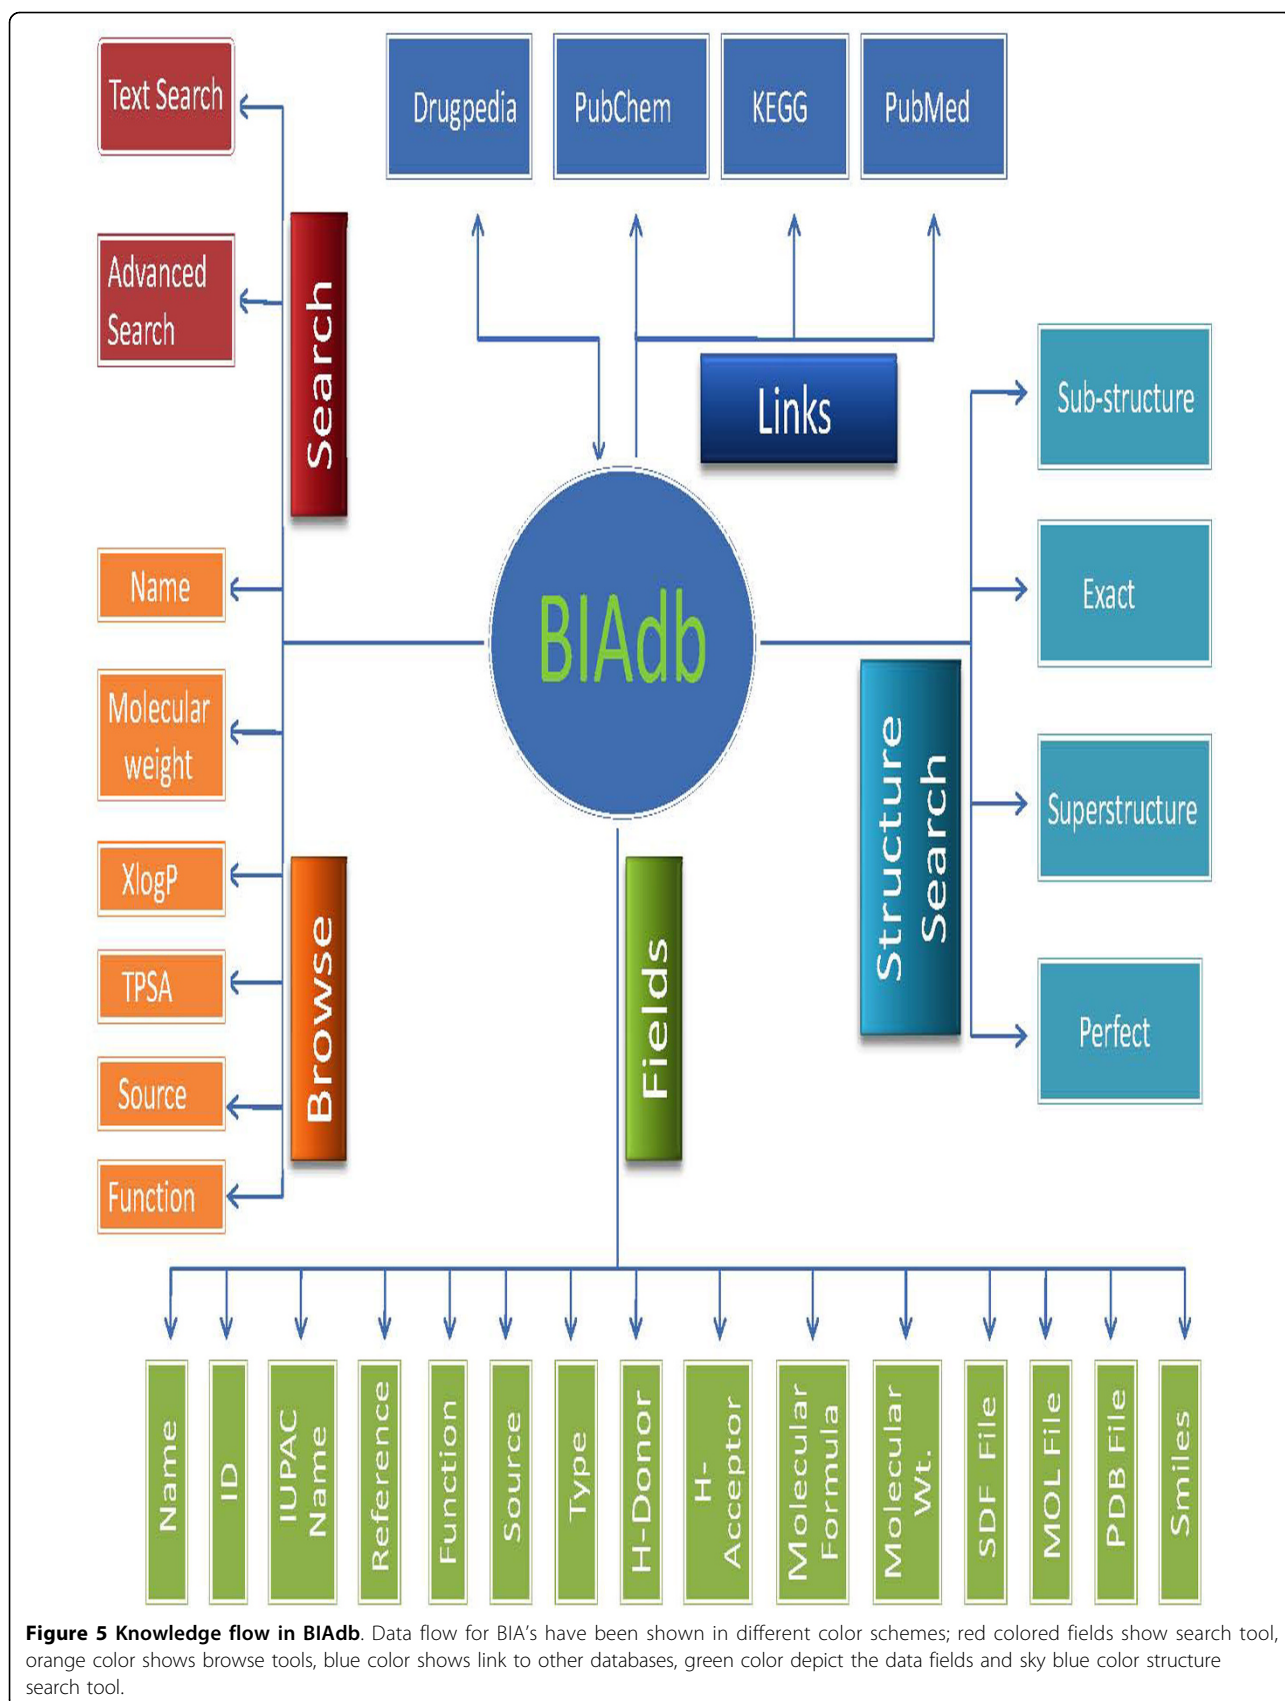 Text Search
Advanced
Search
Search
Drugpedia
PubChem
KEGG
PubMed
Links
BIAdb
Sub-structure
Exact
Superstructure
Perfect
Structure
Search
Name
Molecular
weight
XlogP
TPSA
Source
Function
Browse
Fields
Name
ID
IUPAC
Name
Reference
Function
Source
Type
H-Donor
H-
Acceptor
Molecular
Formula
Molecular
Wt.
SDF File
MOL File
PDB File
Smiles
Figure 5 Knowledge flow in BIAdb. Data flow for BIA's have been shown in different color schemes; red colored fields show search tool,
orange color shows browse tools, blue color shows link to other databases, green color depict the data fields and sky blue color structure
search tool.